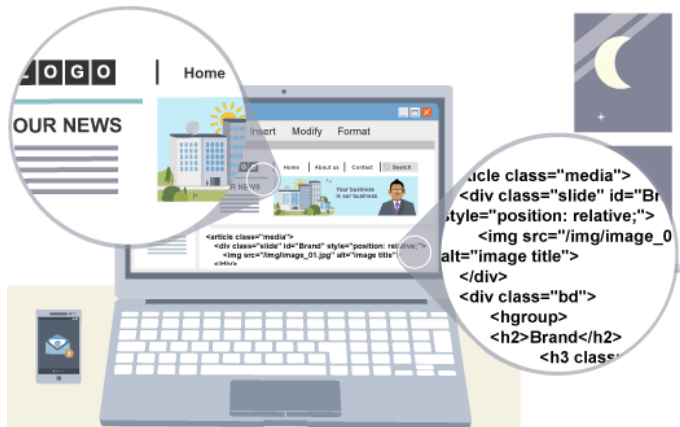 LOGO
Home
OUR NEWS
Insert Modify Format
Home About us Contact Search
Your business
is our business
<article class="media">
<div class="slide" id="Brand" style="position: relative;">
<img src="/img/image_01.jpg" alt="image title"
</div>
ticle class="media">
<div class="slide" id="Br
style="position: relative;">
<img src="/img/image_0
alt="image title">
</div>
<div class="bd">
<hgroup>
<h2>Brand</h2>
<h3 class